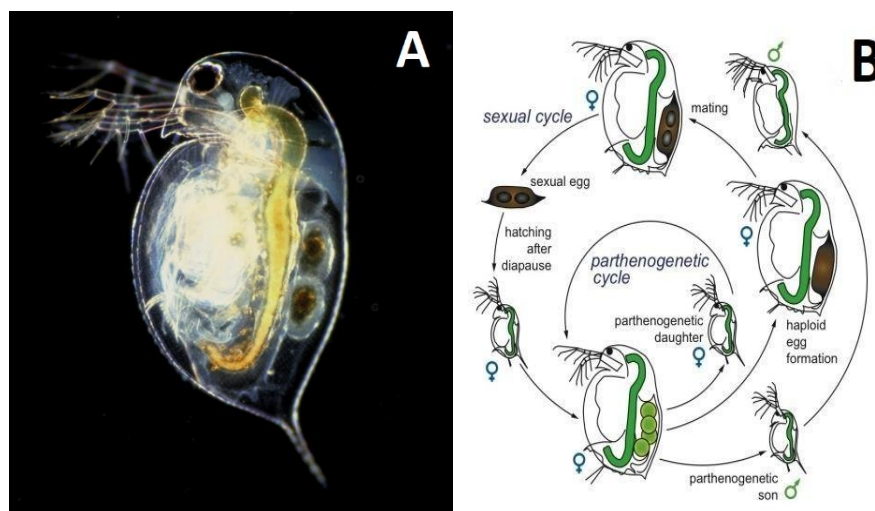 A
B
mating
sexual cycle
sexual egg
hatching
after
diapause
parthenogenetic
cycle
parthenogenetic
daughter
haploid
egg
formation
parthenogenetic
son